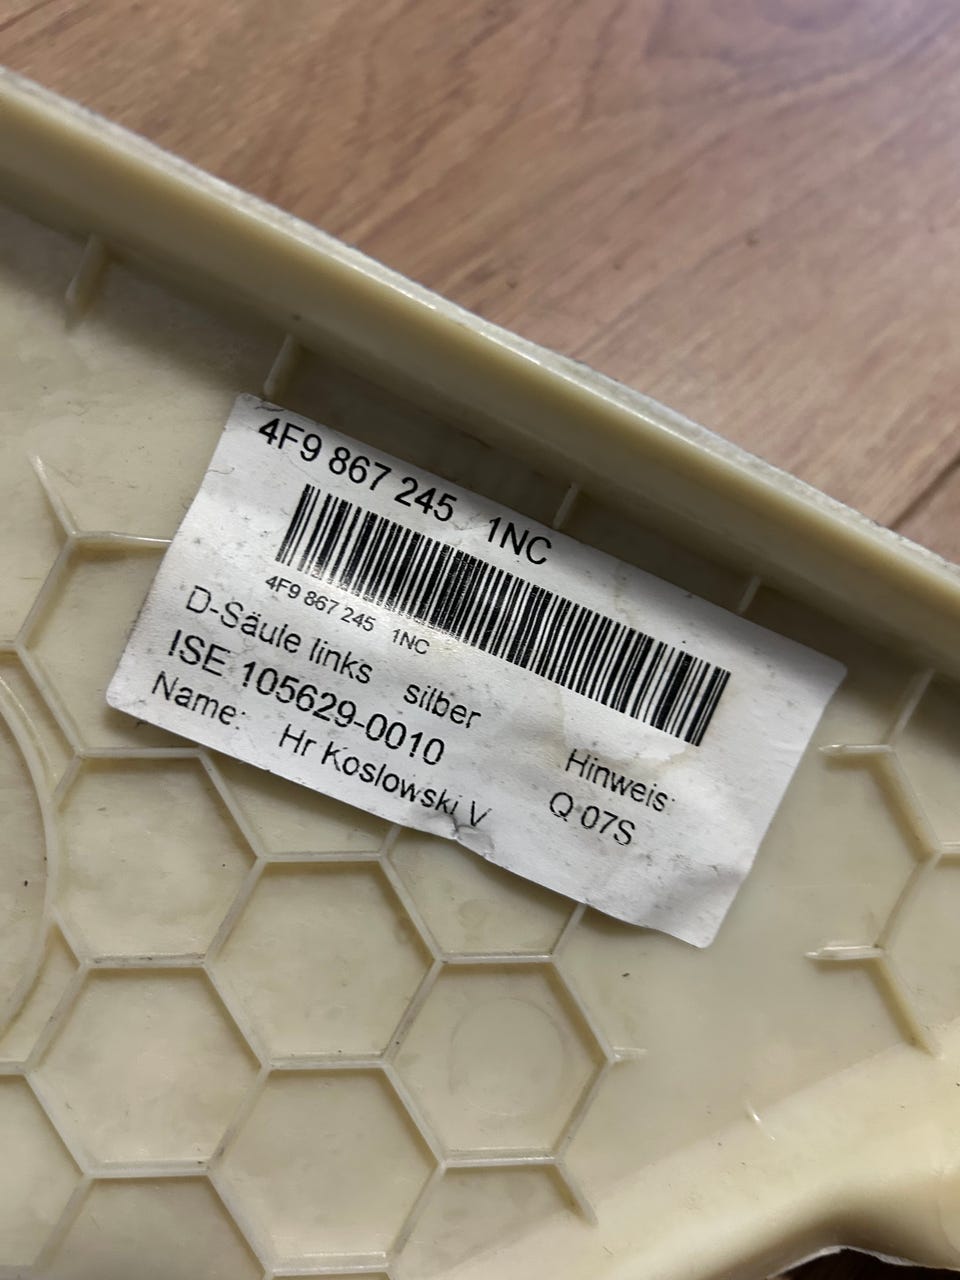 4F9 867 245 1NC
4F9 867 245 1NC
D-Säule links silber
ISE 105629-0010
Name: Hr Koslowski V
Hinweis:
Q 07S